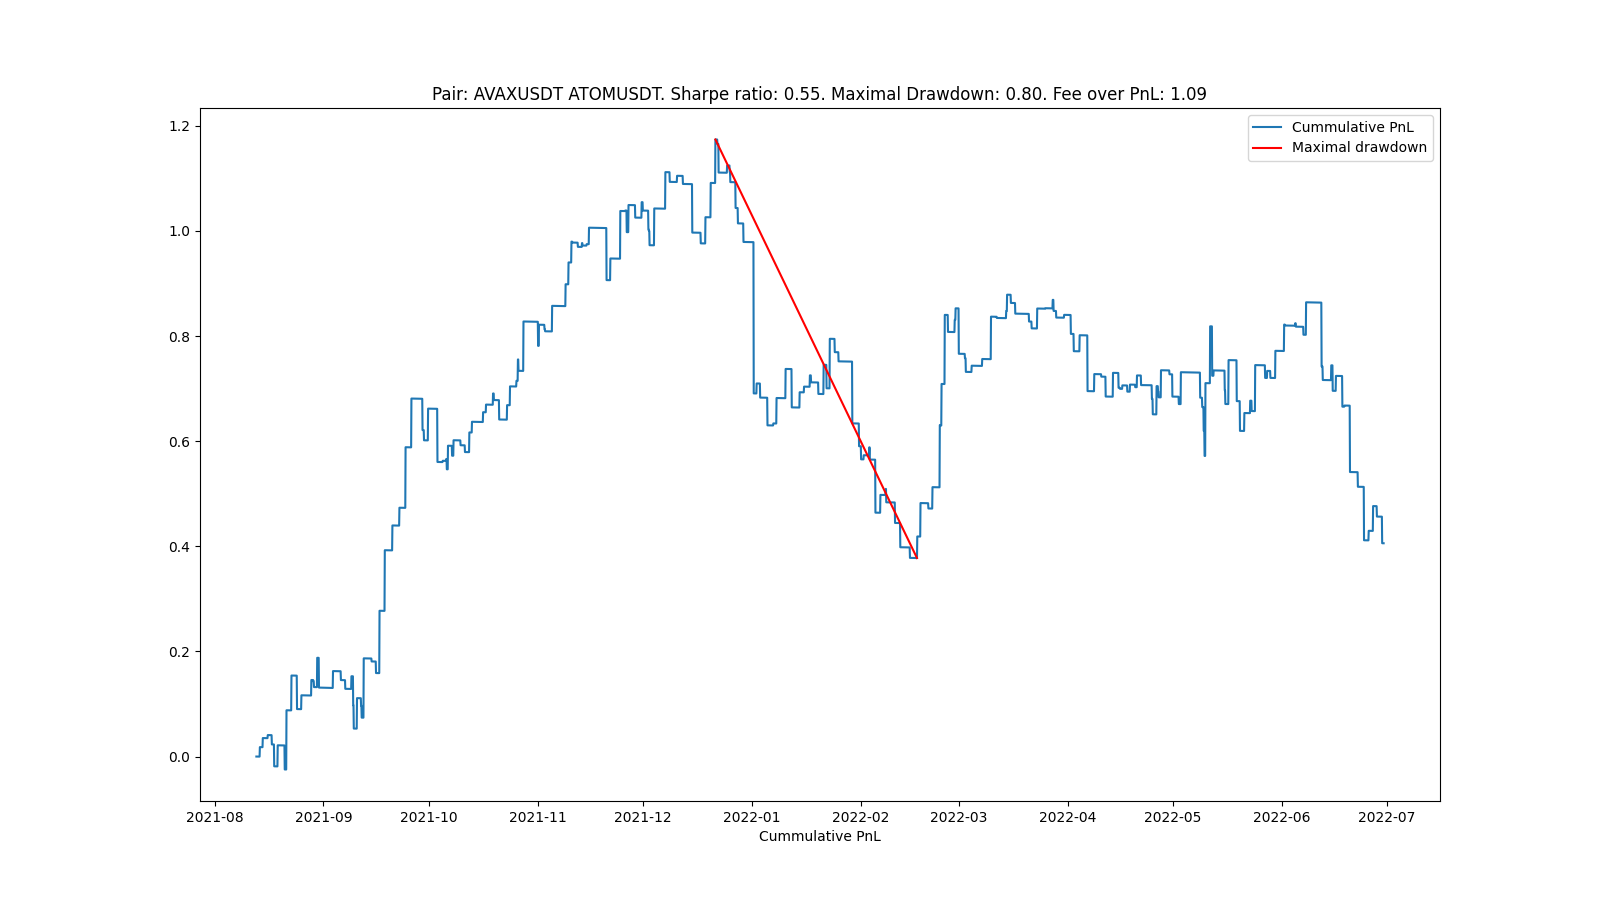 Pair: AVAXUSDT ATOMUSDT. Sharpe ratio: 0.55. Maximal Drawdown: 0.80. Fee over PnL: 1.09
Cummulative PnL
Maximal drawdown
1.2
1.0
0.8
0.6
0.4
0.2
0.0
2021-08 2021-09 2021-10 2021-11 2021-12 2022-01 2022-02 2022-03 2022-04 2022-05 2022-06 2022-07
Cummulative PnL